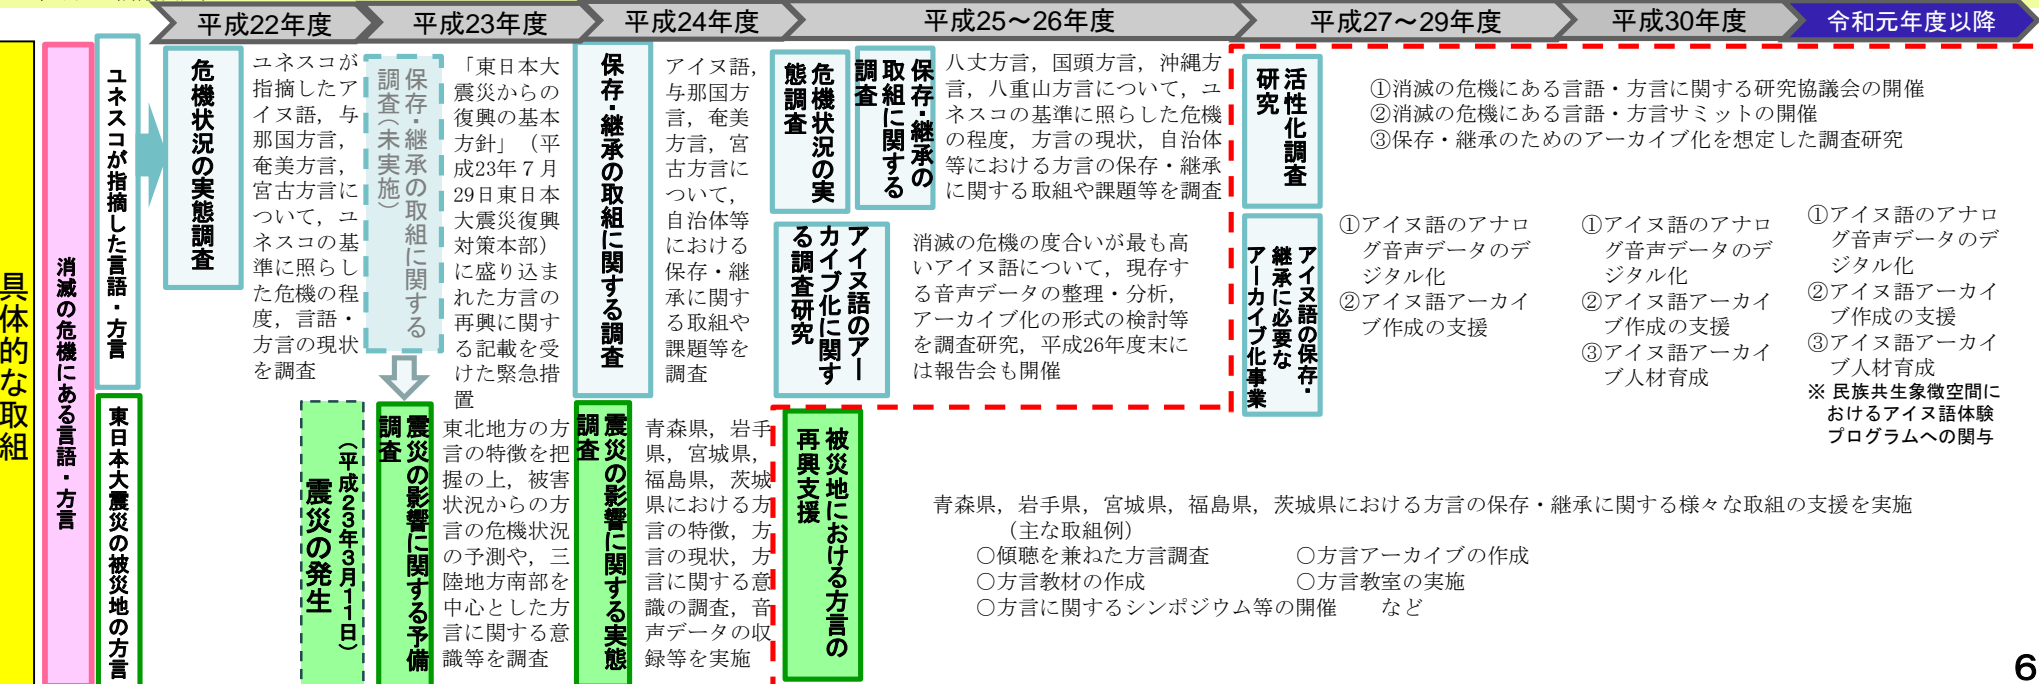 平成22年度
平成23年度
平成24年度
平成25～26年度
平成27～29年度
平成30年度
令和元年度以降
具体的な取組
消滅の危機にある言語・方言
ユネスコが指摘した言語・方言
危機状況の実態調査
ユネスコが
指摘したア
イヌ語，与
那国方言，
奄美方言，
宮古方言に
ついて，ユ
ネスコの基
準に照らし
た危機の程
度，言語・
方言の現状
を調査
保存・継承の取組に関する
調査（未実施）
「東日本大
震災からの
復興の基本
方針」（平
成23年７月
29日東日本
大震災復興
対策本部）
に盛り込ま
れた方言の
再興に関す
る記載を受
けた緊急措
置
保存・継承の取組に関する調査
アイヌ語，
与那国方
言，奄美
方言，宮
古方言に
ついて，
自治体等
における
保存・継
承に関す
る取組や
課題等を
調査
危機状況の実
態調査
保存・継承の
取組に関する
調査
八丈方言，国頭方言，沖縄方
言，八重山方言について，ユ
ネスコの基準に照らした危機
の程度，方言の現状，自治体
等における方言の保存・継承
に関する取組や課題等を調査
アイヌ語のアー
カイブ化に関す
る調査研究
消滅の危機の度合いが最も高
いアイヌ語について，現存す
る音声データの整理・分析，
アーカイブ化の形式の検討等
を調査研究，平成26年度末に
は報告会も開催
活性化調査
研究
①消滅の危機にある言語・方言に関する研究協議会の開催
②消滅の危機にある言語・方言サミットの開催
③保存・継承のためのアーカイブ化を想定した調査研究
アイヌ語の保存・
継承に必要な
アーカイブ化事業
①アイヌ語のアナロ
グ音声データのデ
ジタル化
②アイヌ語アーカイ
ブ作成の支援
①アイヌ語のアナロ
グ音声データのデ
ジタル化
②アイヌ語アーカイ
ブ作成の支援
③アイヌ語アーカイ
ブ人材育成
①アイヌ語のアナロ
グ音声データのデ
ジタル化
②アイヌ語アーカイ
ブ作成の支援
③アイヌ語アーカイ
ブ人材育成
※ 民族共生象徴空間に
おけるアイヌ語体験
プログラムへの関与
東日本大震災の被災地の方言
（平成23年3月11日）
震災の発生
震災の影響に関する予備
調査
東北地方の方
言の特徴を把
握の上，被害
状況からの方
言の危機状況
の予測や，三
陸地方南部を
中心とした方
言に関する意
識等を調査
震災の影響に関する実態
調査
青森県，岩手
県，宮城県，
福島県，茨城
県における方
言の特徴，方
言の現状，方
言に関する意
識の調査，音
声データの収
録等を実施
被災地における方言の
再興支援
青森県，岩手県，宮城県，福島県，茨城県における方言の保存・継承に関する様々な取組の支援を実施
（主な取組例）
○傾聴を兼ねた方言調査　○方言アーカイブの作成
○方言教材の作成　○方言教室の実施
○方言に関するシンポジウム等の開催　など
6